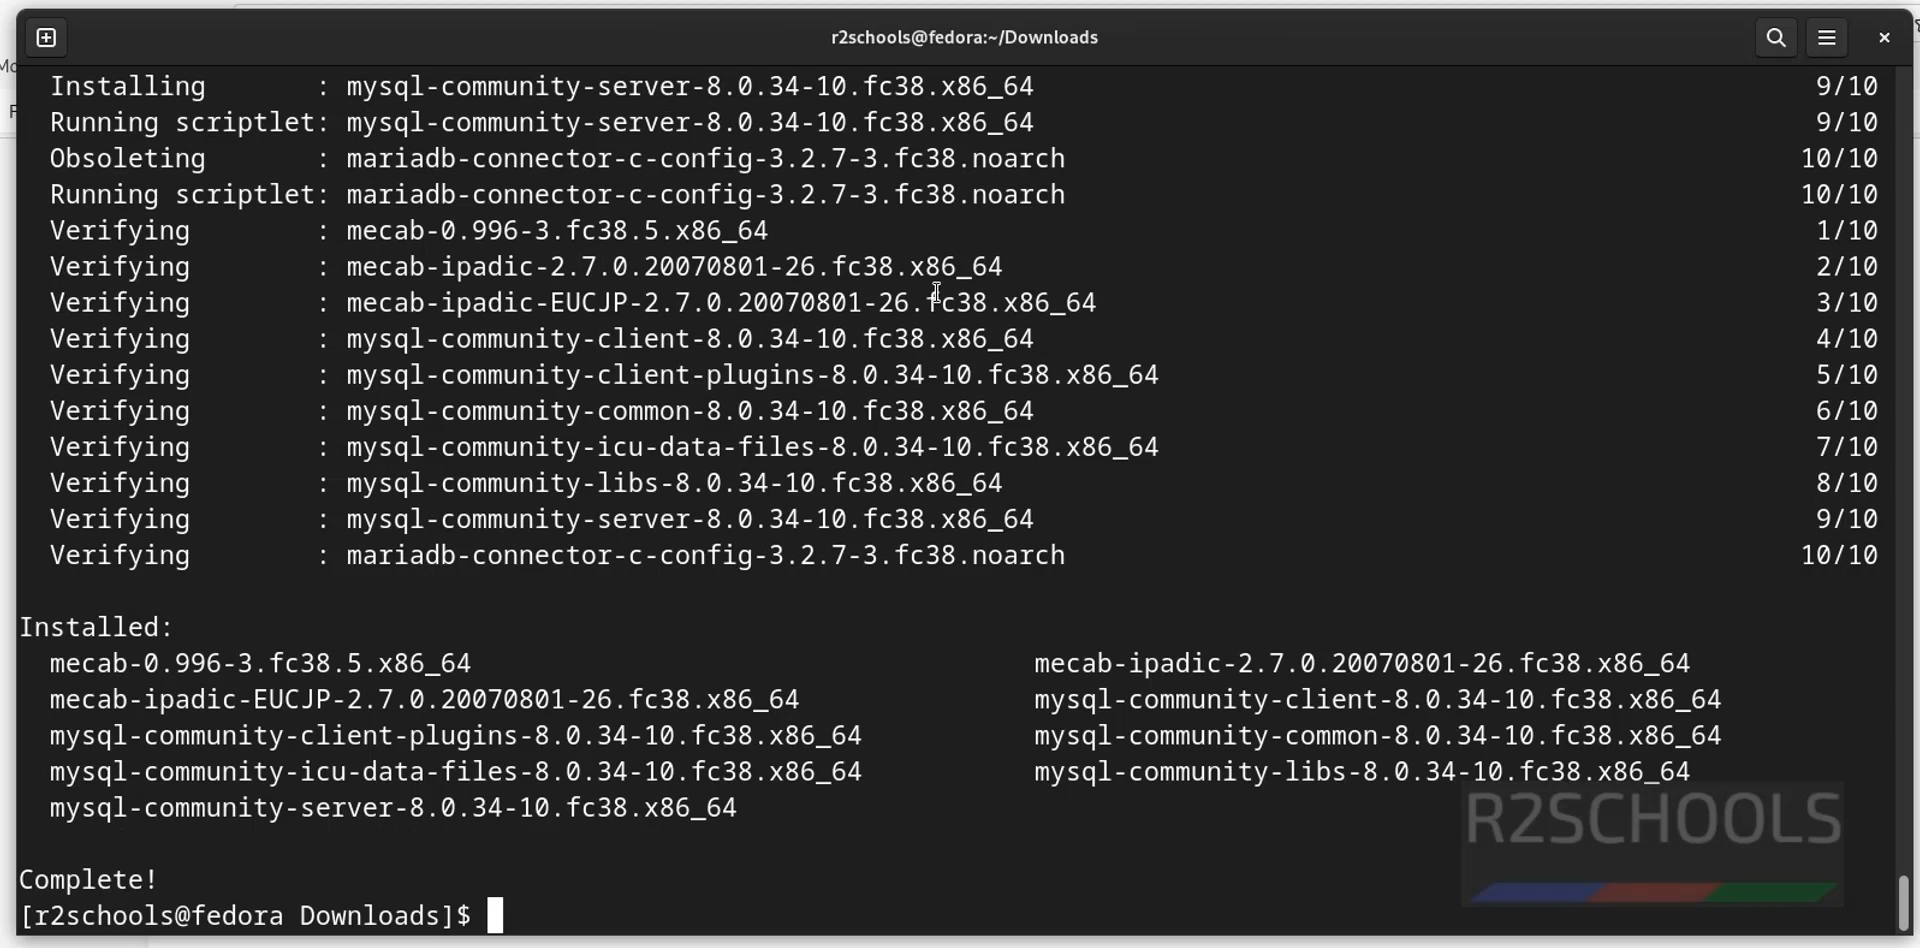 r2schools@fedora:~/Downloads
Installing : mysql-community-server-8.0.34-10.fc38.x86_64 9/10
Running scriptlet: mysql-community-server-8.0.34-10.fc38.x86_64 9/10
Obsoleting : mariadb-connector-c-config-3.2.7-3.fc38.noarch 10/10
Running scriptlet: mariadb-connector-c-config-3.2.7-3.fc38.noarch 10/10
Verifying : mecab-0.996-3.fc38.5.x86_64 1/10
Verifying : mecab-ipadic-2.7.0.20070801-26.fc38.x86_64 2/10
Verifying : mecab-ipadic-EUCJP-2.7.0.20070801-26.fc38.x86_64 3/10
Verifying : mysql-community-client-8.0.34-10.fc38.x86_64 4/10
Verifying : mysql-community-client-plugins-8.0.34-10.fc38.x86_64 5/10
Verifying : mysql-community-common-8.0.34-10.fc38.x86_64 6/10
Verifying : mysql-community-icu-data-files-8.0.34-10.fc38.x86_64 7/10
Verifying : mysql-community-libs-8.0.34-10.fc38.x86_64 8/10
Verifying : mysql-community-server-8.0.34-10.fc38.x86_64 9/10
Verifying : mariadb-connector-c-config-3.2.7-3.fc38.noarch 10/10
Installed:
mecab-0.996-3.fc38.5.x86_64 mecab-ipadic-2.7.0.20070801-26.fc38.x86_64
mecab-ipadic-EUCJP-2.7.0.20070801-26.fc38.x86_64 mysql-community-client-8.0.34-10.fc38.x86_64
mysql-community-client-plugins-8.0.34-10.fc38.x86_64 mysql-community-common-8.0.34-10.fc38.x86_64
mysql-community-icu-data-files-8.0.34-10.fc38.x86_64 mysql-community-libs-8.0.34-10.fc38.x86_64
mysql-community-server-8.0.34-10.fc38.x86_64
R2SCHOOLS
Complete!
[r2schools@fedora Downloads]$